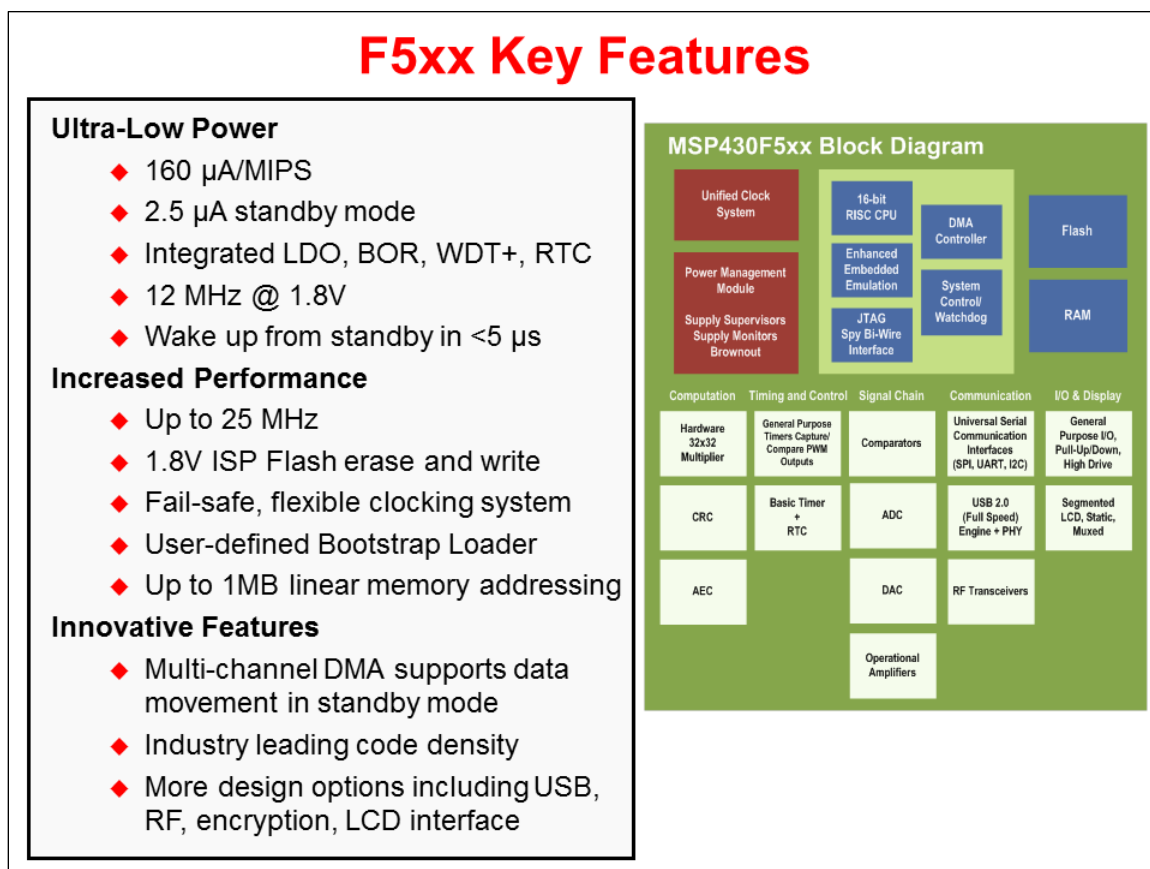 F5xx Key Features
Ultra-Low Power
160 µA/MIPS
2.5 µA standby mode
Integrated LDO, BOR, WDT+, RTC
12 MHz @ 1.8V
Wake up from standby in <5 µs
Increased Performance
Up to 25 MHz
1.8V ISP Flash erase and write
Fail-safe, flexible clocking system
User-defined Bootstrap Loader
Up to 1MB linear memory addressing
Innovative Features
Multi-channel DMA supports data
movement in standby mode
Industry leading code density
More design options including USB,
RF, encryption, LCD interface
MSP430F5xx Block Diagram
Unified Clock
System
Power Management
Module
Supply Supervisors
Supply Monitors
Brownout
16-bit
RISC CPU
Enhanced
Embedded
Emulation
JTAG
Spy Bi-Wire
Interface
DMA
Controller
System
Control/
Watchdog
Flash
RAM
Computation
Hardware
32x32
Multiplier
CRC
AEC
Timing and Control
General Purpose
Timers Capture/
Compare PWM
Outputs
Basic Timer
+
RTC
Signal Chain
Comparators
ADC
DAC
Operational
Amplifiers
Communication
Universal Serial
Communication
Interfaces
(SPI, UART, I2C)
USB 2.0
(Full Speed)
Engine + PHY
RF Transceivers
I/O & Display
General
Purpose I/O,
Pull-Up/Down,
High Drive
Segmented
LCD, Static,
Muxed